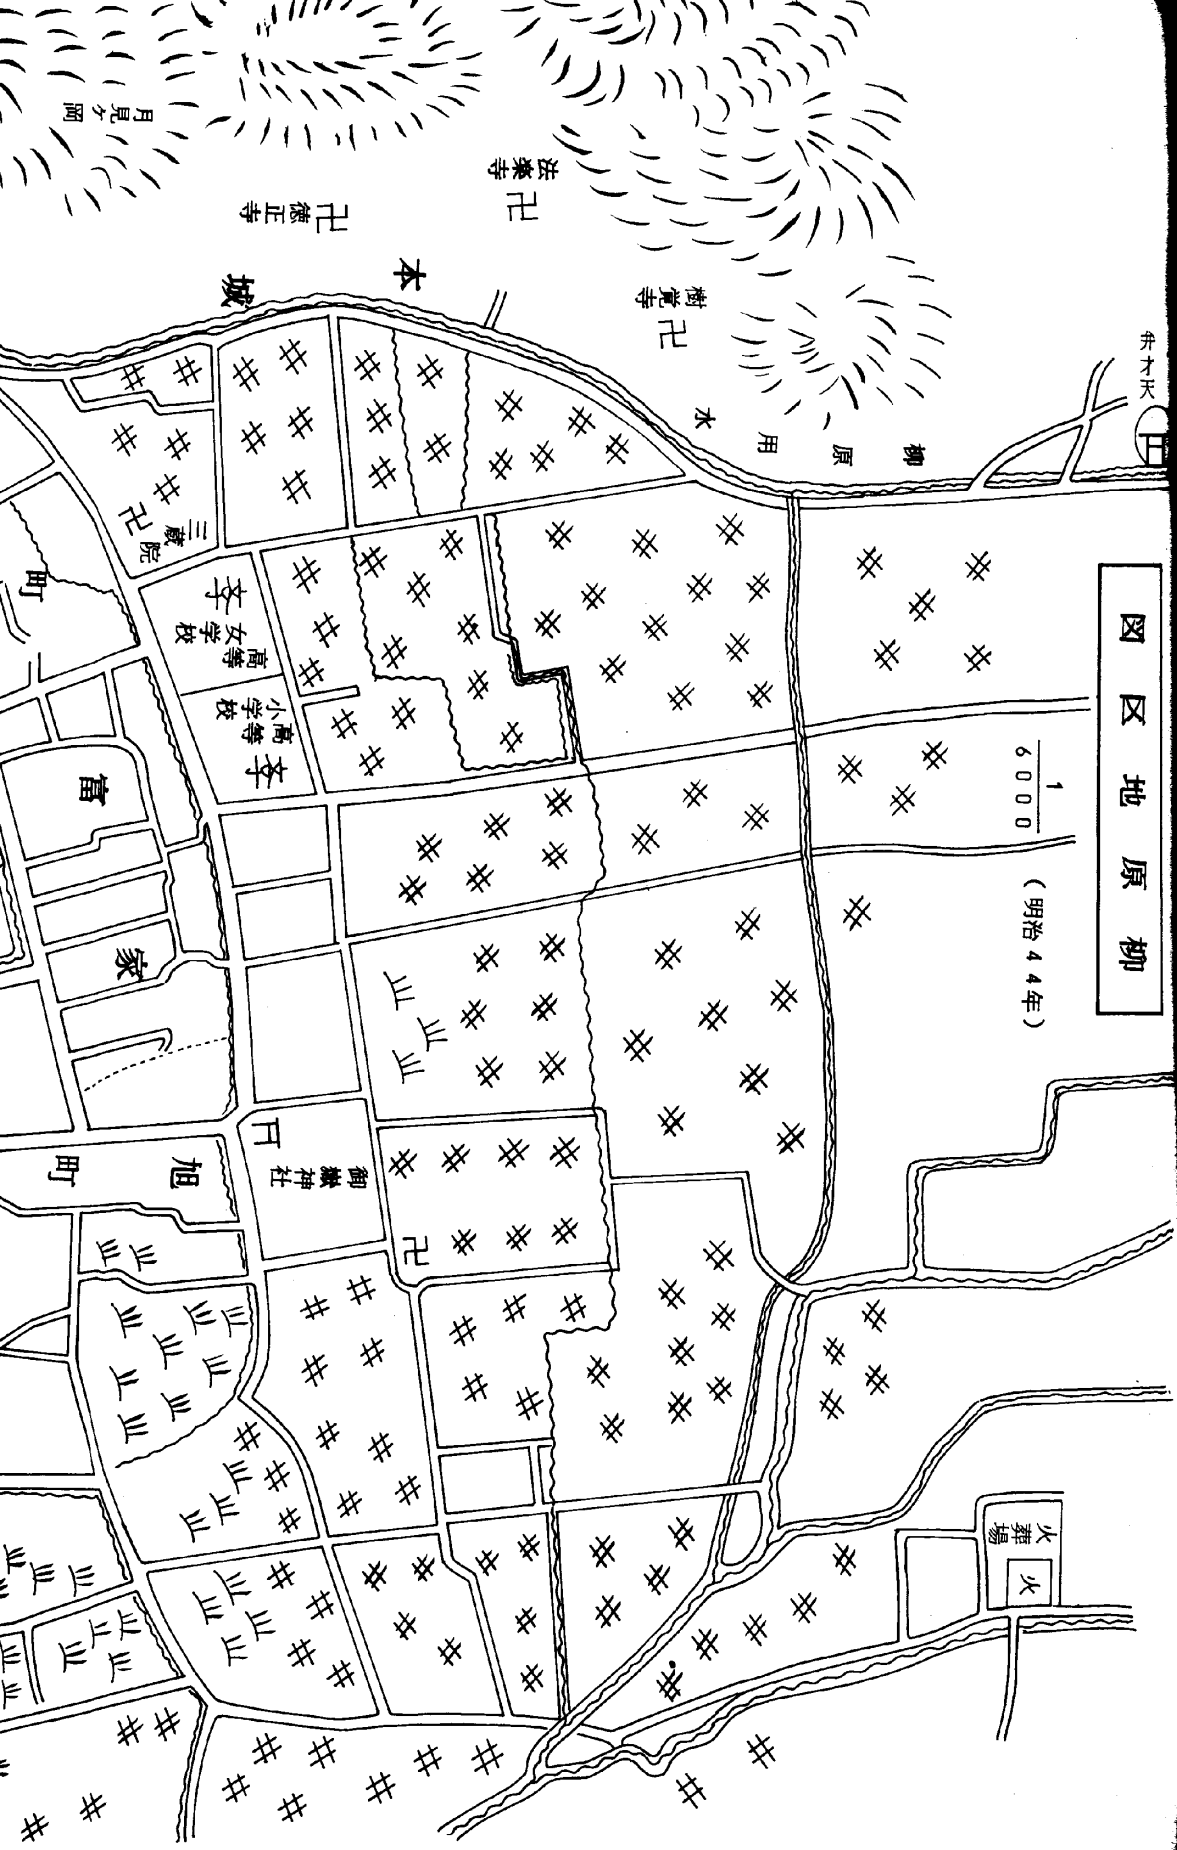 柳原地区図
1/6000
(明治44年)
弁才天
柳原用水
樹覚寺
法楽寺
徳正寺
月見ヶ岡
本城
三蔵院
高等
女学校
高等
小学校
家富町
御嶽
神社
旭町
火葬場
火